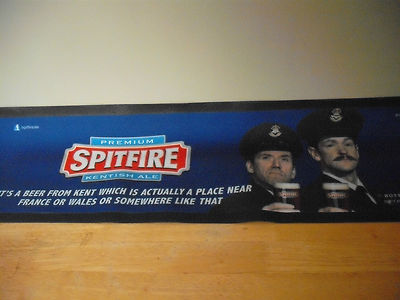 PREMIUM
SPITFIRE
KENTISH ALE
T'S A BEER FROM KENT WHICH IS ACTUALLY A PLACE NEAR
FRANCE OR WALES OR SOMEWHERE LIKE THAT